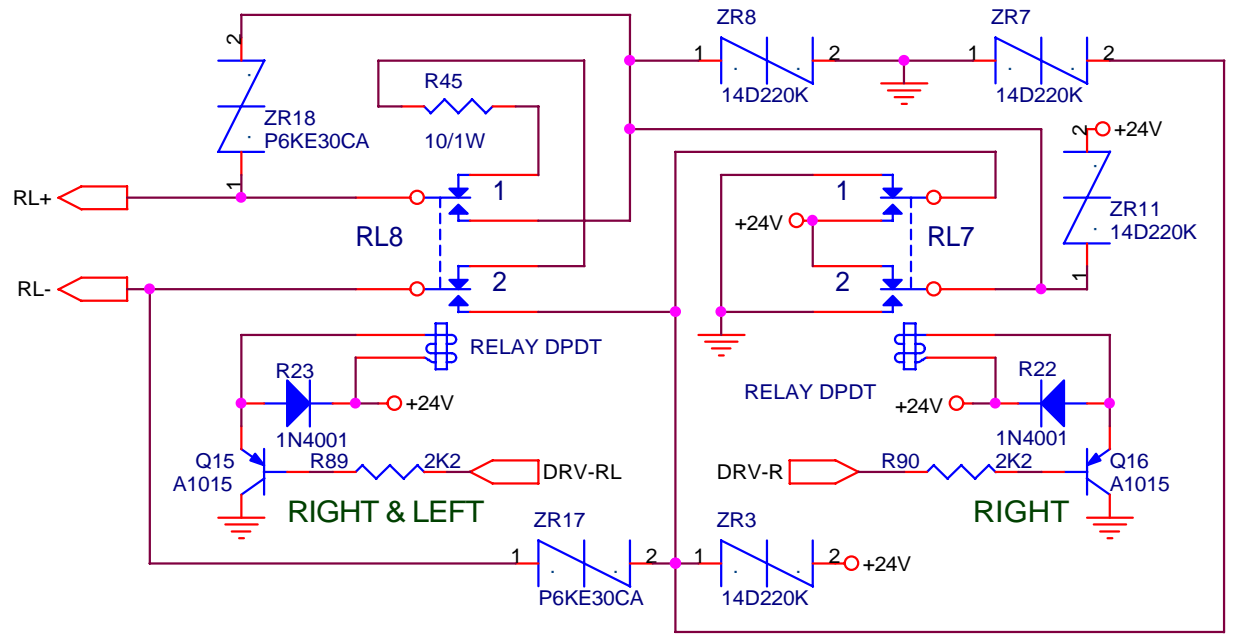 ZR8
ZR7
2
1
2
1
2
R45
14D220K
14D220K
ZR18
P6KE30CA
10/1W
2
+24V
RL+
1
1
1
ZR11
14D220K
RL8
+24V
RL7
RL-
2
2
1
RELAY DPDT
RELAY DPDT
R23
R22
+24V
+24V
1N4001
1N4001
Q15
A1015
R89
2K2
DRV-RL
DRV-R
R90
2K2
Q16
A1015
RIGHT & LEFT
RIGHT
ZR17
ZR3
1
2
1
2
+24V
P6KE30CA
14D220K